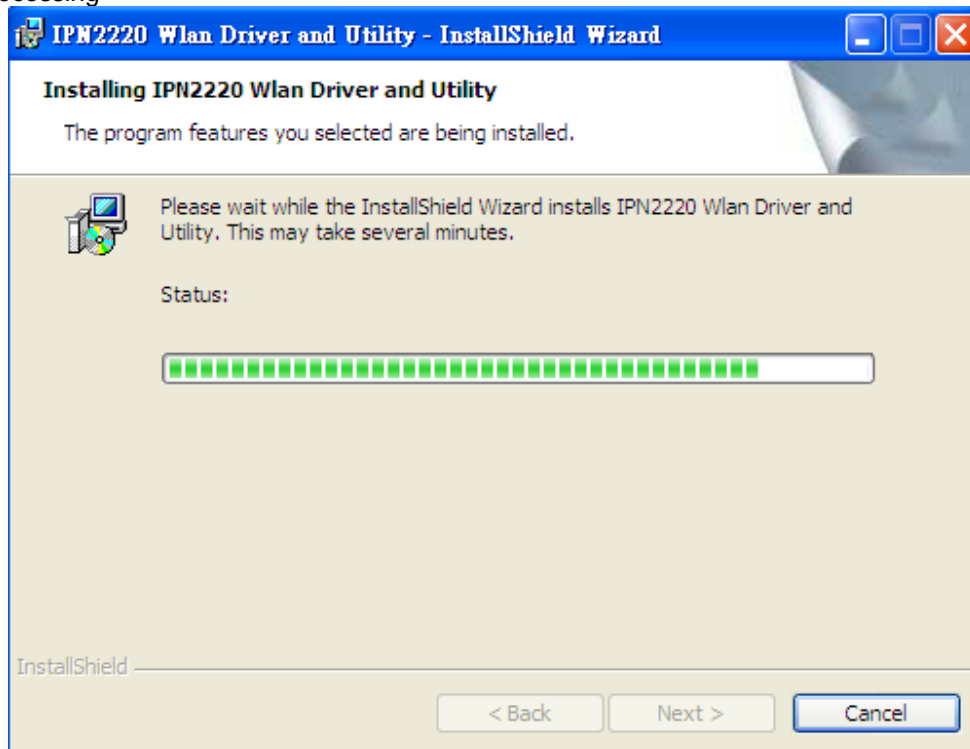 IPN2220 Wlan Driver and Utility - InstallShield Wizard
Installing IPN2220 Wlan Driver and Utility
The program features you selected are being installed.
Please wait while the InstallShield Wizard installs IPN2220 Wlan Driver and
Utility. This may take several minutes.
Status:
InstallShield
< Back
Next >
Cancel